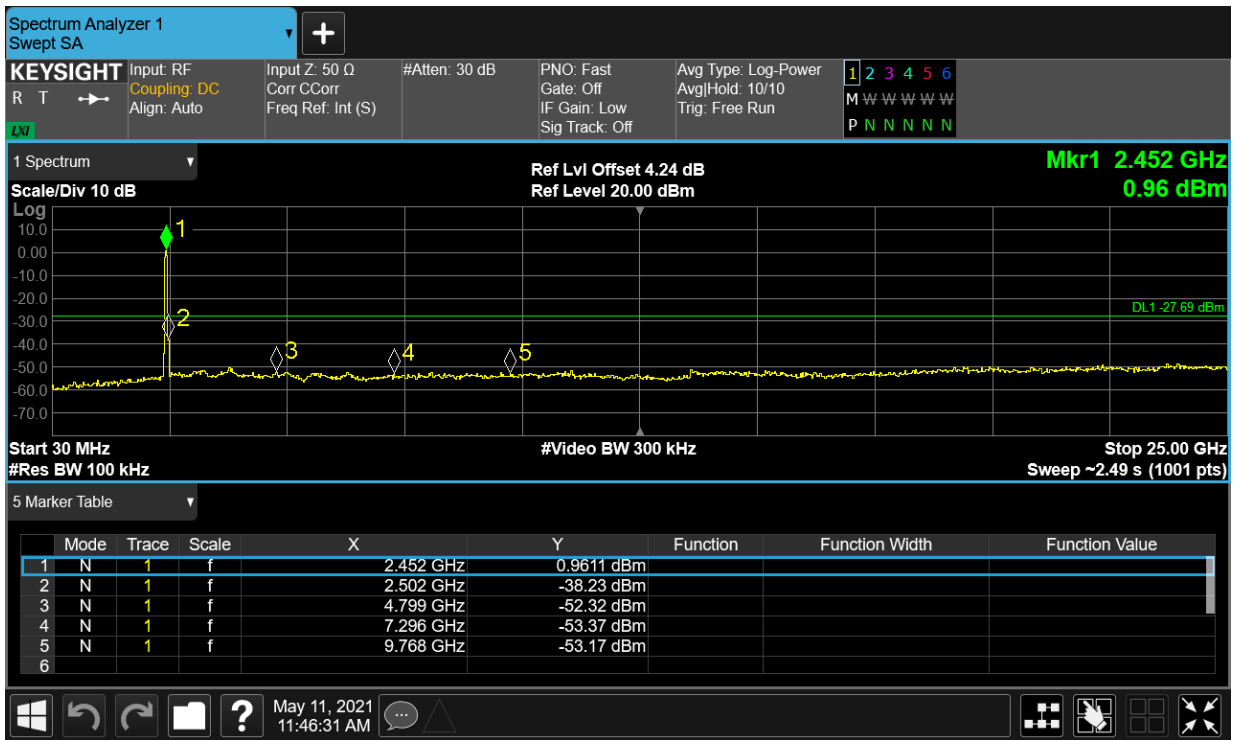 Spectrum Analyzer 1
Swept SA
KEYSIGHT
R T
LXI
Input: RF
Coupling: DC
Align: Auto
Input Z: 50 Ω
Corr CCorr
Freq Ref: Int (S)
#Atten: 30 dB
PNO: Fast
Gate: Off
IF Gain: Low
Sig Track: Off
Avg Type: Log-Power
Avg|Hold: 10/10
Trig: Free Run
1 2 3 4 5 6
M W W W W W W
P N N N N N N
1 Spectrum
Scale/Div 10 dB
Ref Lvl Offset 4.24 dB
Ref Level 20.00 dBm
Mkr1 2.452 GHz
0.96 dBm
Log
10.0
0.00
-10.0
-20.0
-30.0
-40.0
-50.0
-60.0
-70.0
1
2
3
4
5
DL1 -27.69 dBm
Start 30 MHz
#Video BW 300 kHz
Stop 25.00 GHz
#Res BW 100 kHz
Sweep ~2.49 s (1001 pts)
5 Marker Table
Mode Trace Scale X Y Function Function Width Function Value
1 N 1 f 2.452 GHz 0.9611 dBm
2 N 1 f 2.502 GHz -38.23 dBm
3 N 1 f 4.799 GHz -52.32 dBm
4 N 1 f 7.296 GHz -53.37 dBm
5 N 1 f 9.768 GHz -53.17 dBm
6
?
May 11, 2021
11:46:31 AM